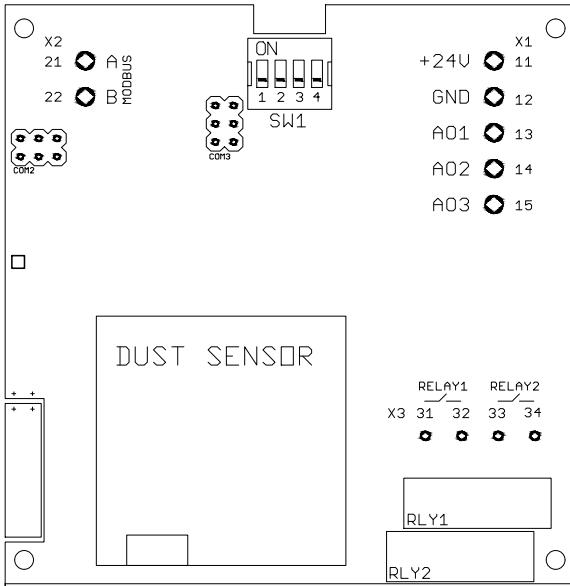 X2
21 A
22 B
MODBUS
COM2
COM3
ON
1 2 3 4
SW1
X1
+24V 11
GND 12
AO1 13
AO2 14
AO3 15
DUST SENSOR
RELAY1 RELAY2
X3 31 32 33 34
RLY1
RLY2